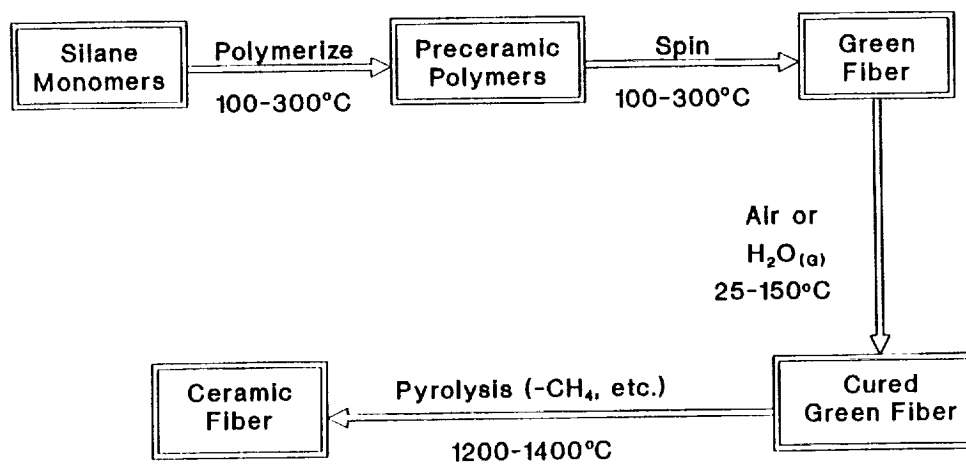 Silane
Monomers
Polymerize
100-300°C
Preceramic
Polymers
Spin
100-300°C
Green
Fiber
Air or
H₂O(G)
25-150°C
Cured
Green Fiber
Pyrolysis (-CH₄, etc.)
1200-1400°C
Ceramic
Fiber